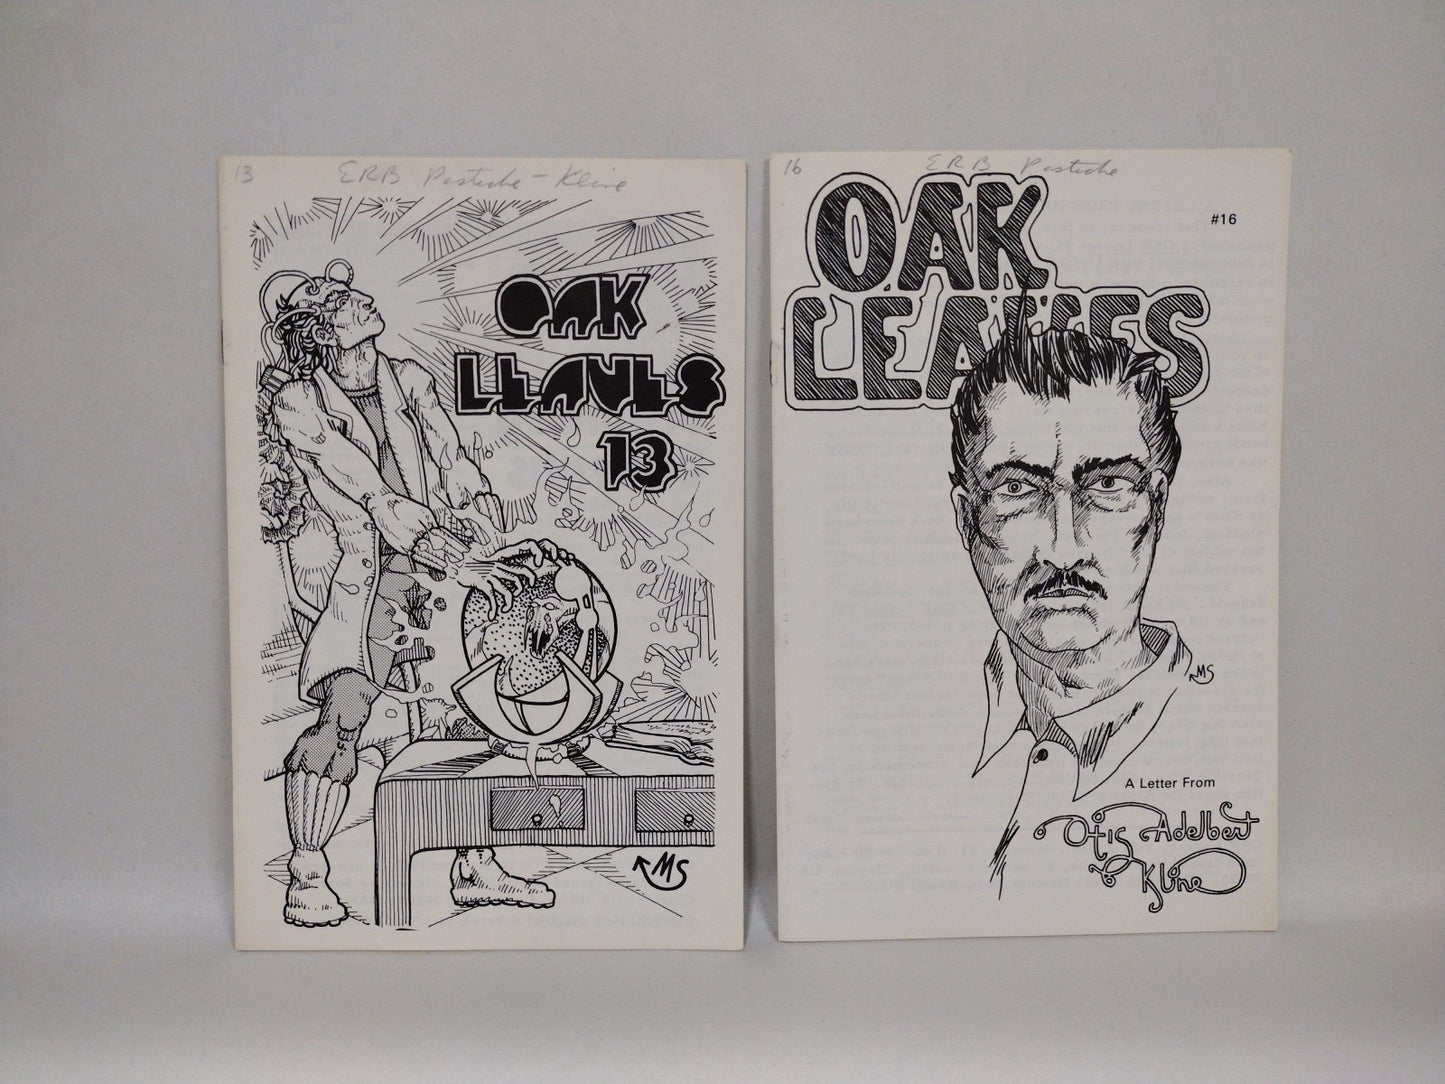 13
ERB Pastiche - Kline
OAK
LEAVES
13
MS
16
ERB Pastiche
OAK
#16
LEAVES
MS
A Letter From
Otis Adelbert
Kline